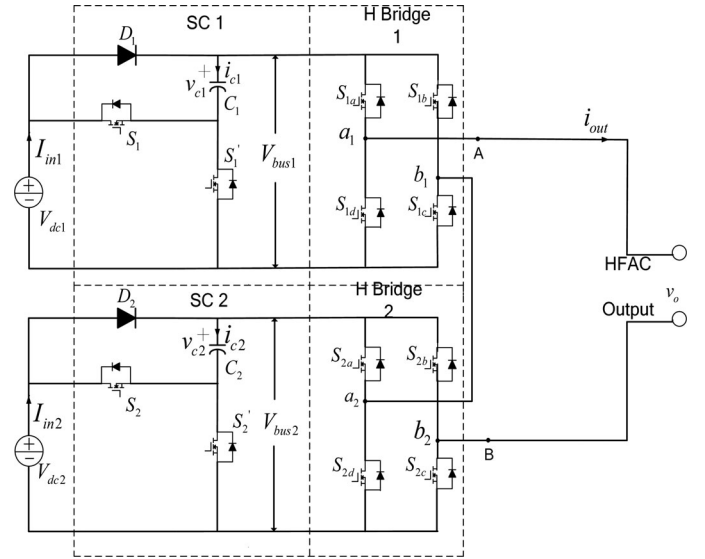 SC 1
H Bridge
1
D1
vc1
+
ic1
C1
S1
S1'
Iin1
Vdc1
+
−
Vbus1
S1a
S1b
a1
b1
S1d
S1c
A
iout
HFAC
Output
vo
SC 2
H Bridge
2
D2
vc2
+
ic2
C2
S2
S2'
Iin2
Vdc2
+
−
Vbus2
S2a
S2b
a2
b2
S2d
S2c
B